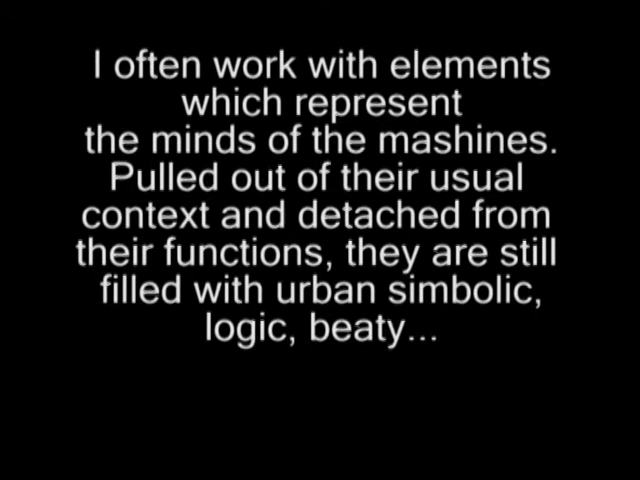 I often work with elements
which represent
the minds of the mashines.
Pulled out of their usual
context and detached from
their functions, they are still
filled with urban simbolic,
logic, beaty...